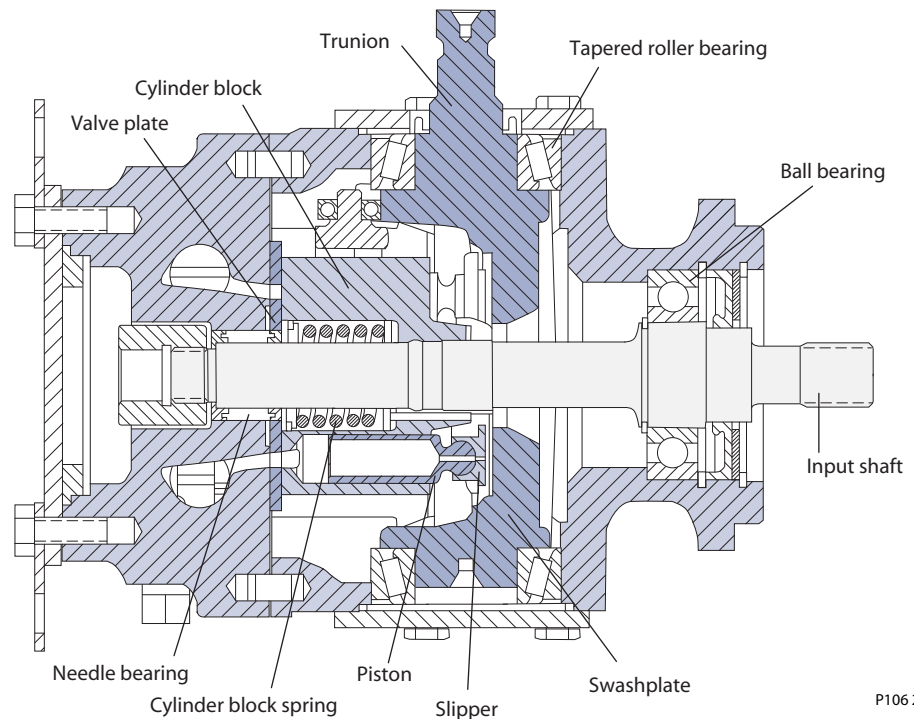 Trunion
Tapered roller bearing
Cylinder block
Valve plate
Ball bearing
Input shaft
Needle bearing
Cylinder block spring
Piston
Slipper
Swashplate
P106